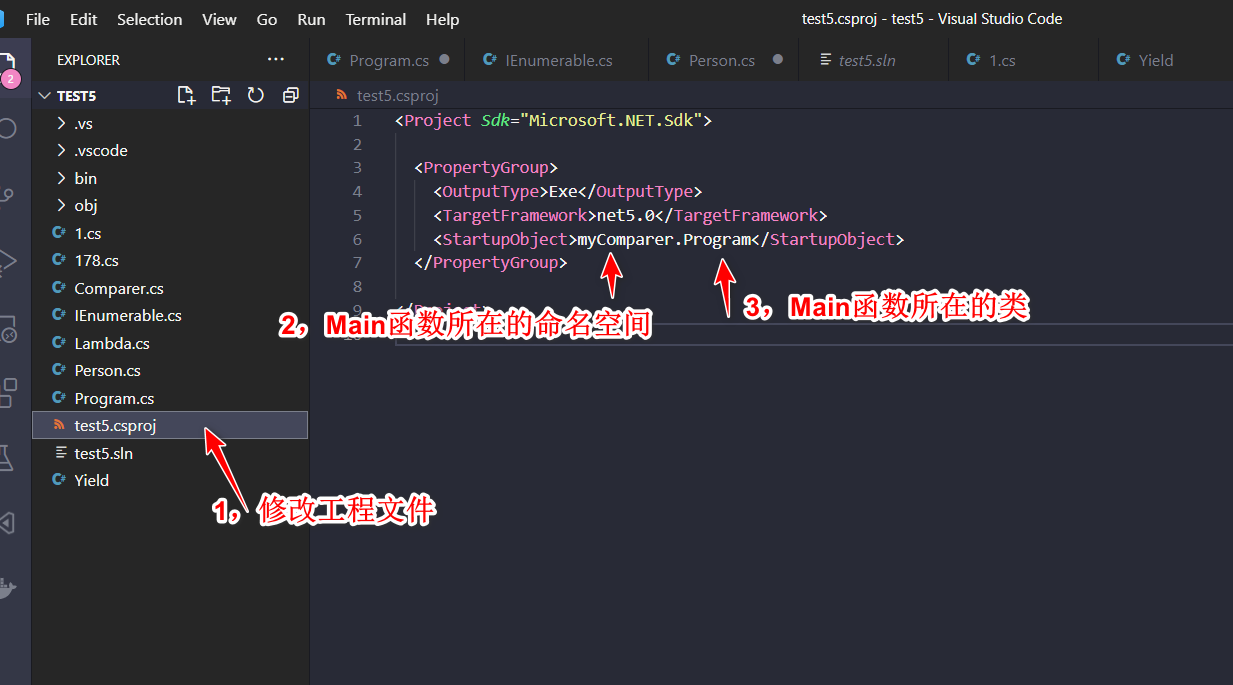 File Edit Selection View Go Run Terminal Help test5.csproj - test5 - Visual Studio Code
EXPLORER ···
Program.cs IEnumerable.cs Person.cs test5.sln 1.cs Yield
2
TEST5
test5.csproj
.vs
.vscode
bin
obj
1.cs
178.cs
Comparer.cs
IEnumerable.cs
Lambda.cs
Person.cs
Program.cs
test5.csproj
test5.sln
Yield
1 <Project Sdk="Microsoft.NET.Sdk">
2
3 <PropertyGroup>
4 <OutputType>Exe</OutputType>
5 <TargetFramework>net5.0</TargetFramework>
6 <StartupObject>myComparer.Program</StartupObject>
7 </PropertyGroup>
8
9 </Project>
10
2，Main函数所在的命名空间
3，Main函数所在的类
1，修改工程文件